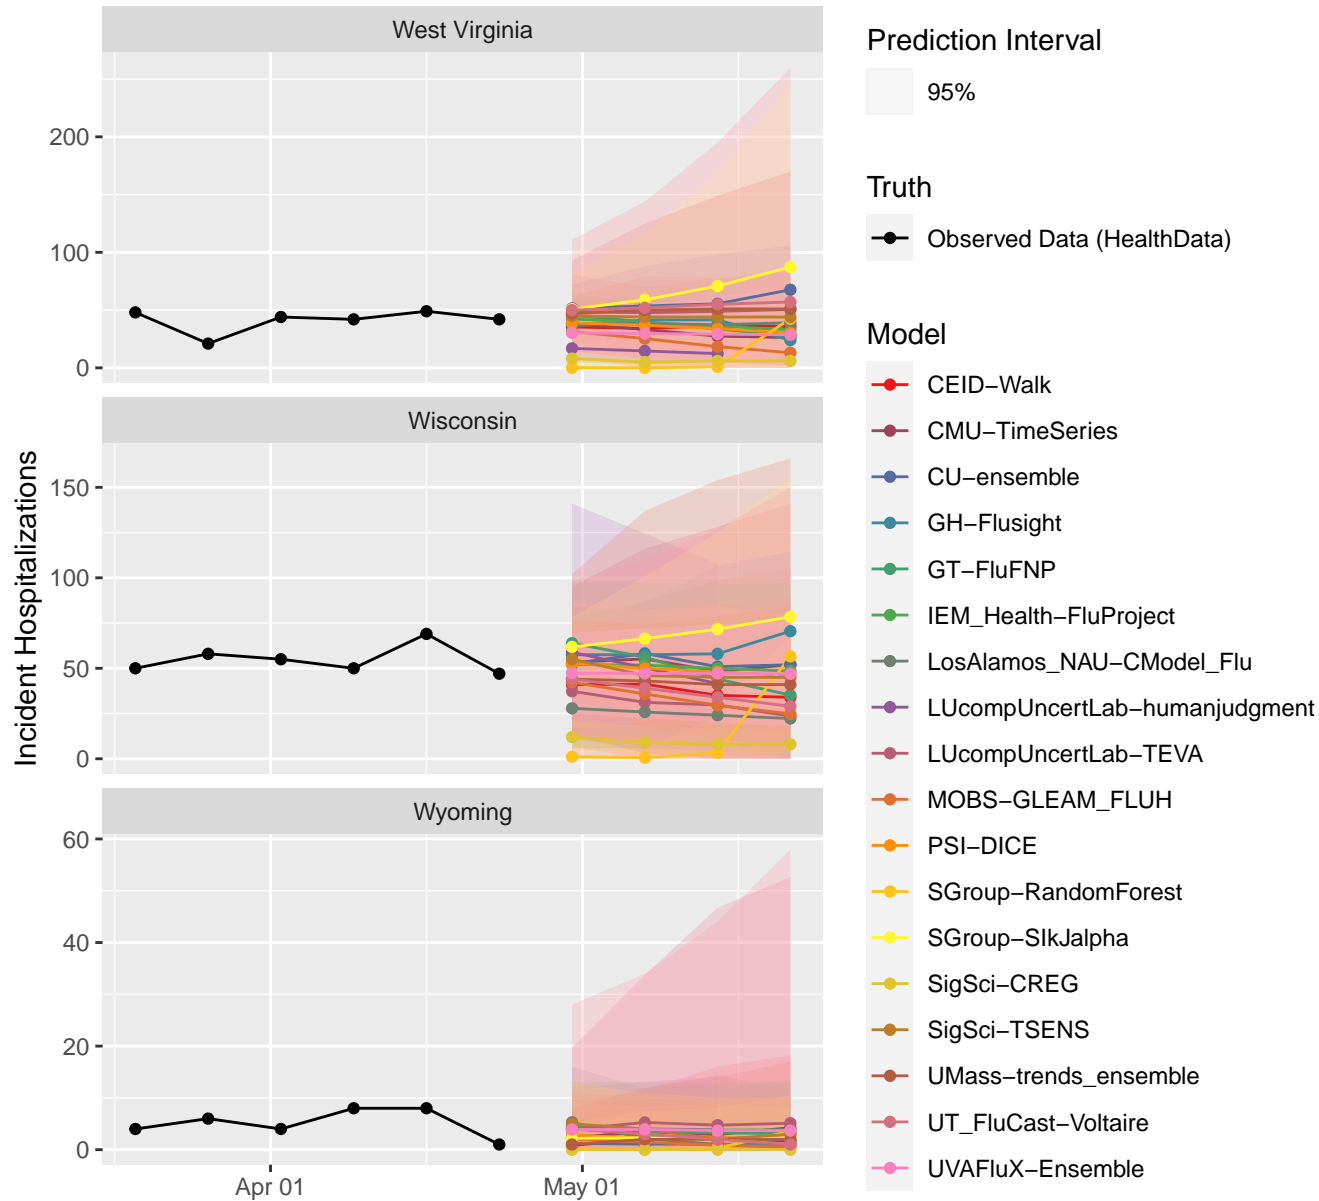 West Virginia
200
100
0
Wisconsin
150
100
50
0
Wyoming
60
40
20
0
Apr 01
May 01
Incident Hospitalizations
Prediction Interval
95%
Truth
Observed Data (HealthData)
Model
CEID−Walk
CMU−TimeSeries
CU−ensemble
GH−Flusight
GT−FluFNP
IEM_Health−FluProject
LosAlamos_NAU−CModel_Flu
LUcompUncertLab−humanjudgment
LUcompUncertLab−TEVA
MOBS−GLEAM_FLUH
PSI−DICE
SGroup−RandomForest
SGroup−SIkJalpha
SigSci−CREG
SigSci−TSENS
UMass−trends_ensemble
UT_FluCast−Voltaire
UVAFluX−Ensemble